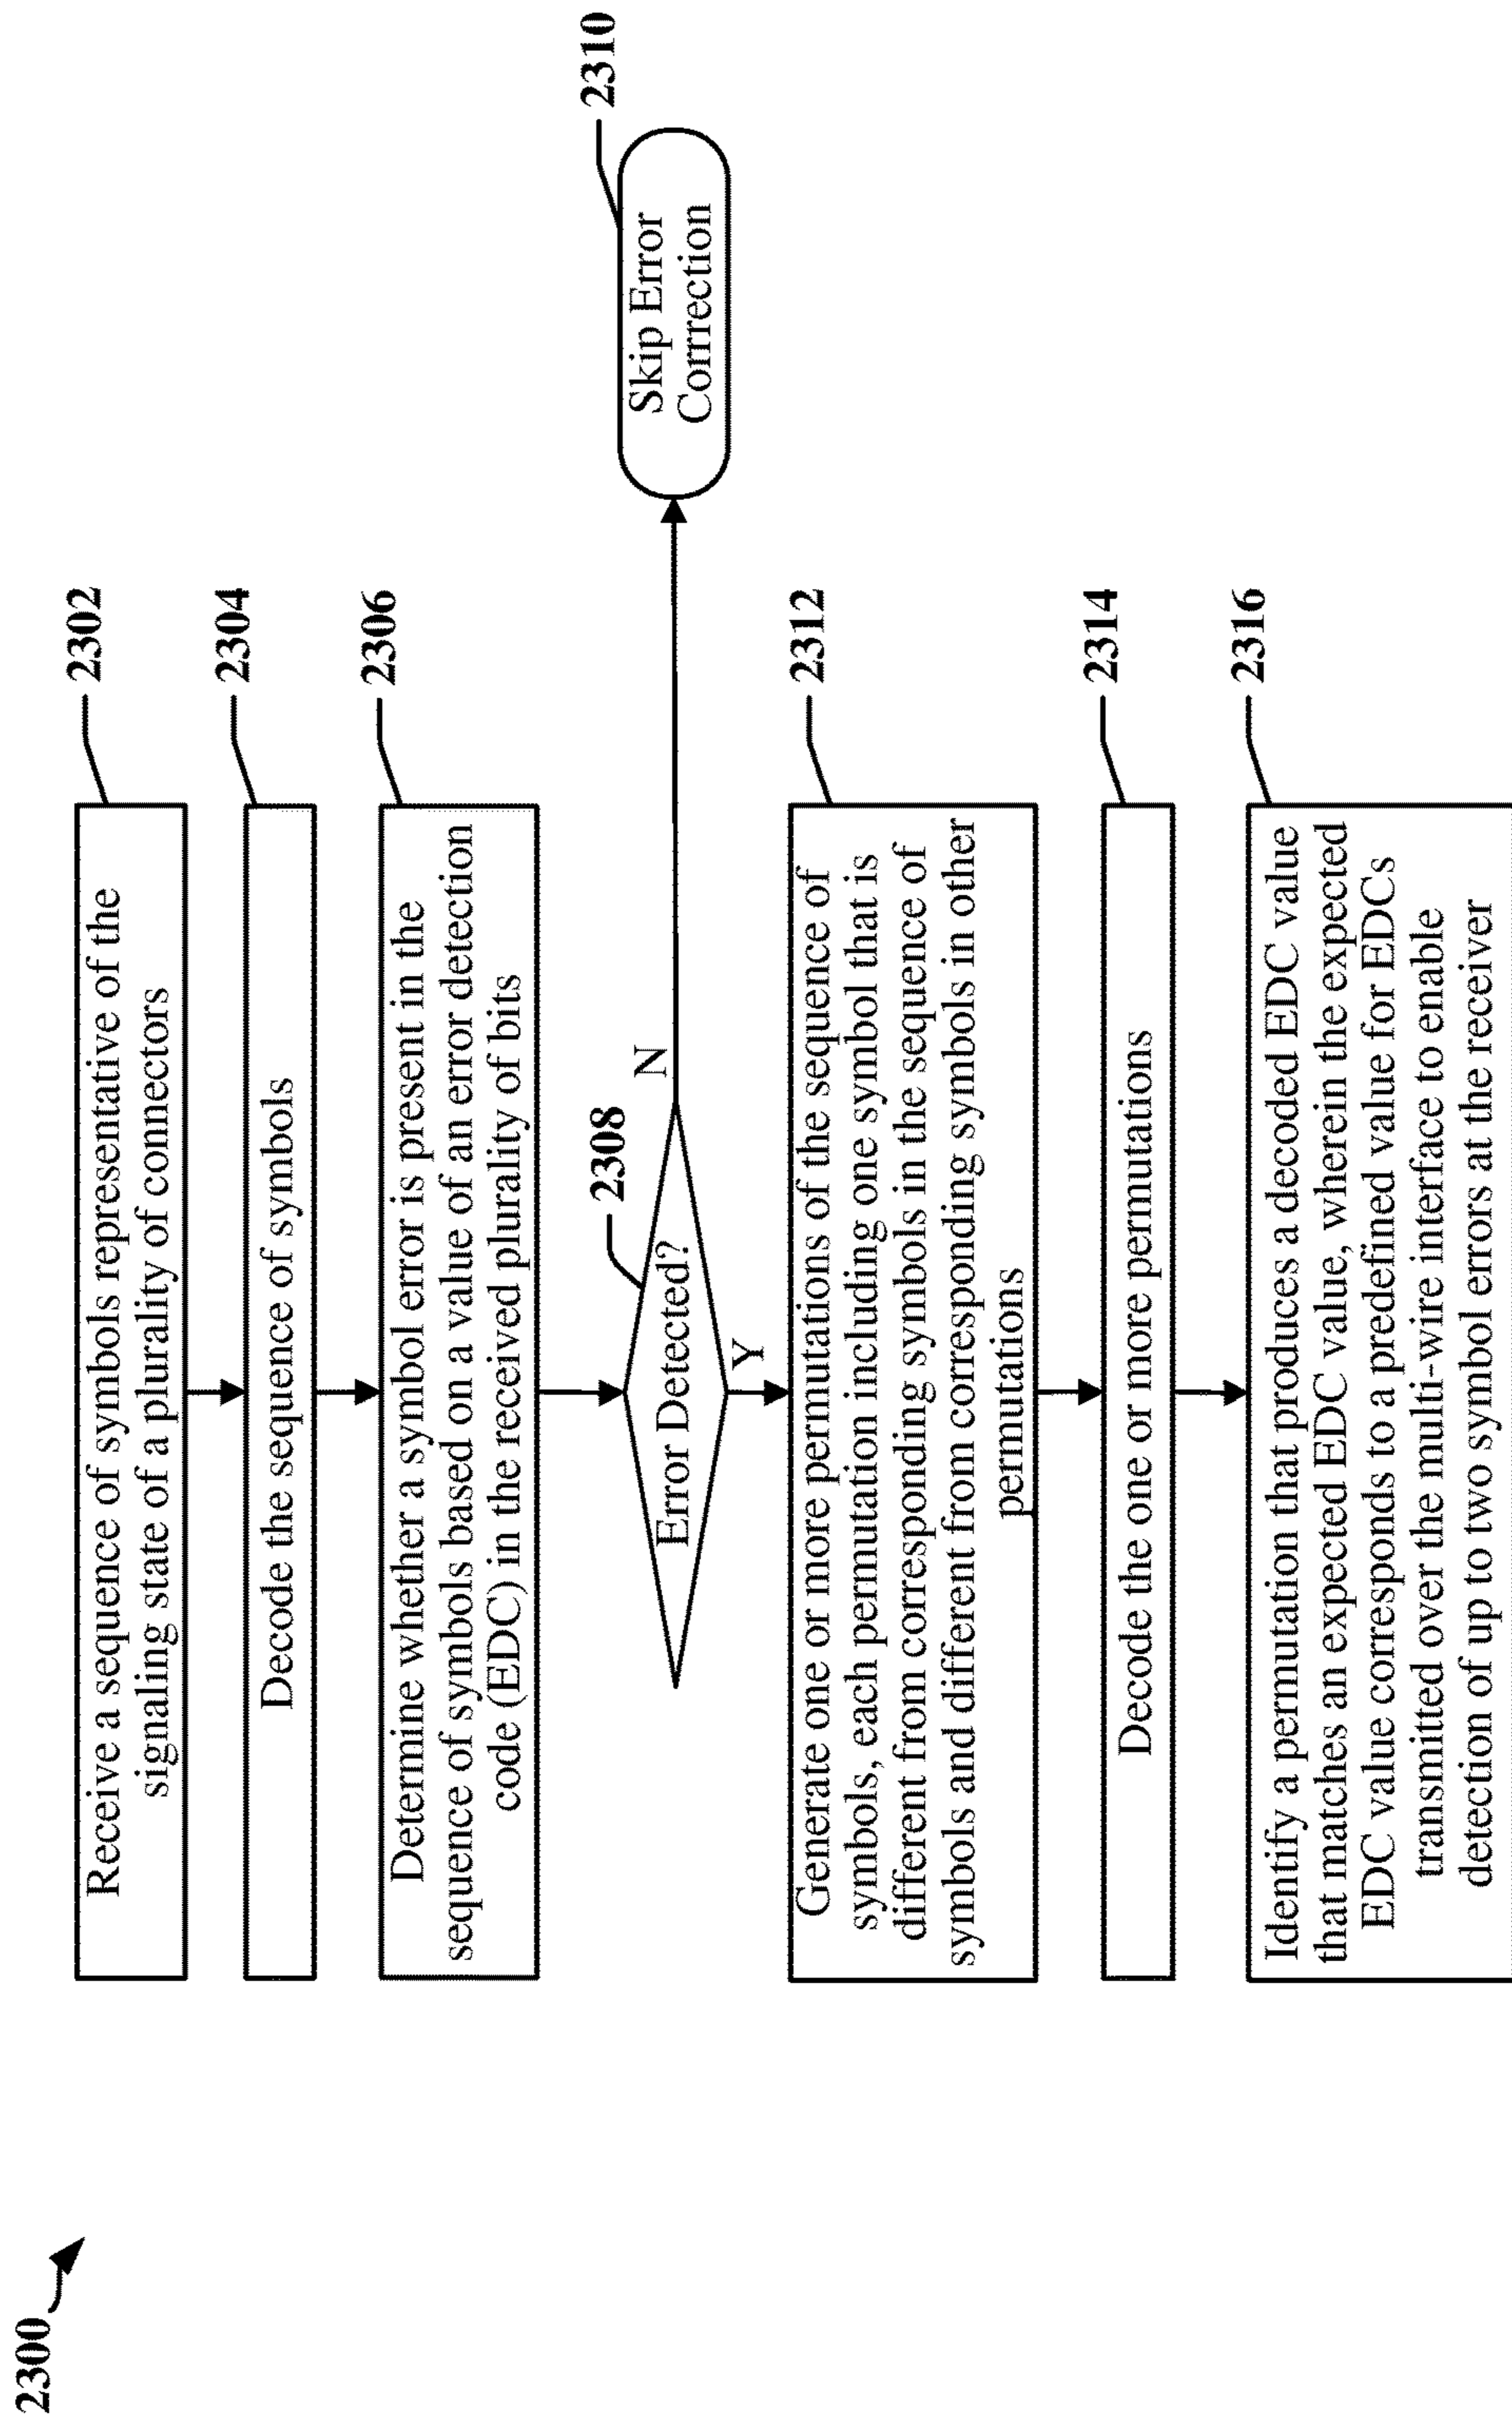 2300
2302
Receive a sequence of symbols representative of the
signaling state of a plurality of connectors
2304
Decode the sequence of symbols
2306
Determine whether a symbol error is present in the
sequence of symbols based on a value of an error detection
code (EDC) in the received plurality of bits
2308
Error Detected?
N
2310
Skip Error
Corrrection
Y
2312
Generate one or more permutations of the sequence of
symbols, each permutation including one symbol that is
different from corresponding symbols in the sequence of
symbols and different from corresponding symbols in other
permutations
2314
Decode the one or more permutations
2316
Identify a permutation that produces a decoded EDC value
that matches an expected EDC value, wherein the expected
EDC value corresponds to a predefined value for EDCs
transmitted over the multi-wire interface to enable
detection of up to two symbol errors at the receiver